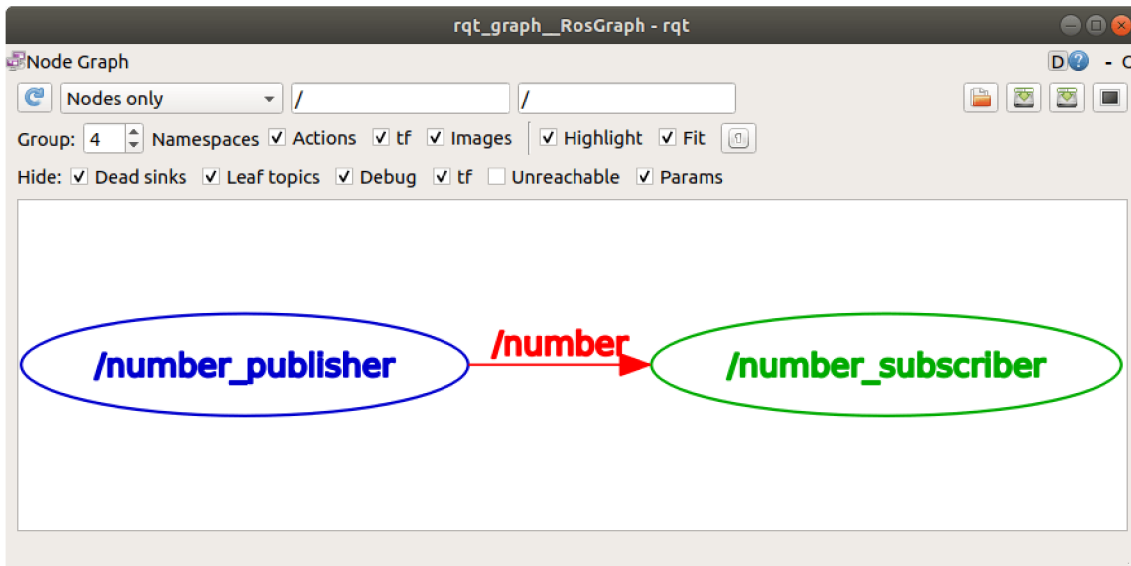 rqt_graph__RosGraph - rqt
Node Graph
D
- C
Nodes only
/
/
Group: 4 Namespaces Actions tf Images Highlight Fit
Hide: Dead sinks Leaf topics Debug tf Unreachable Params
/number_publisher
/number
/number_subscriber